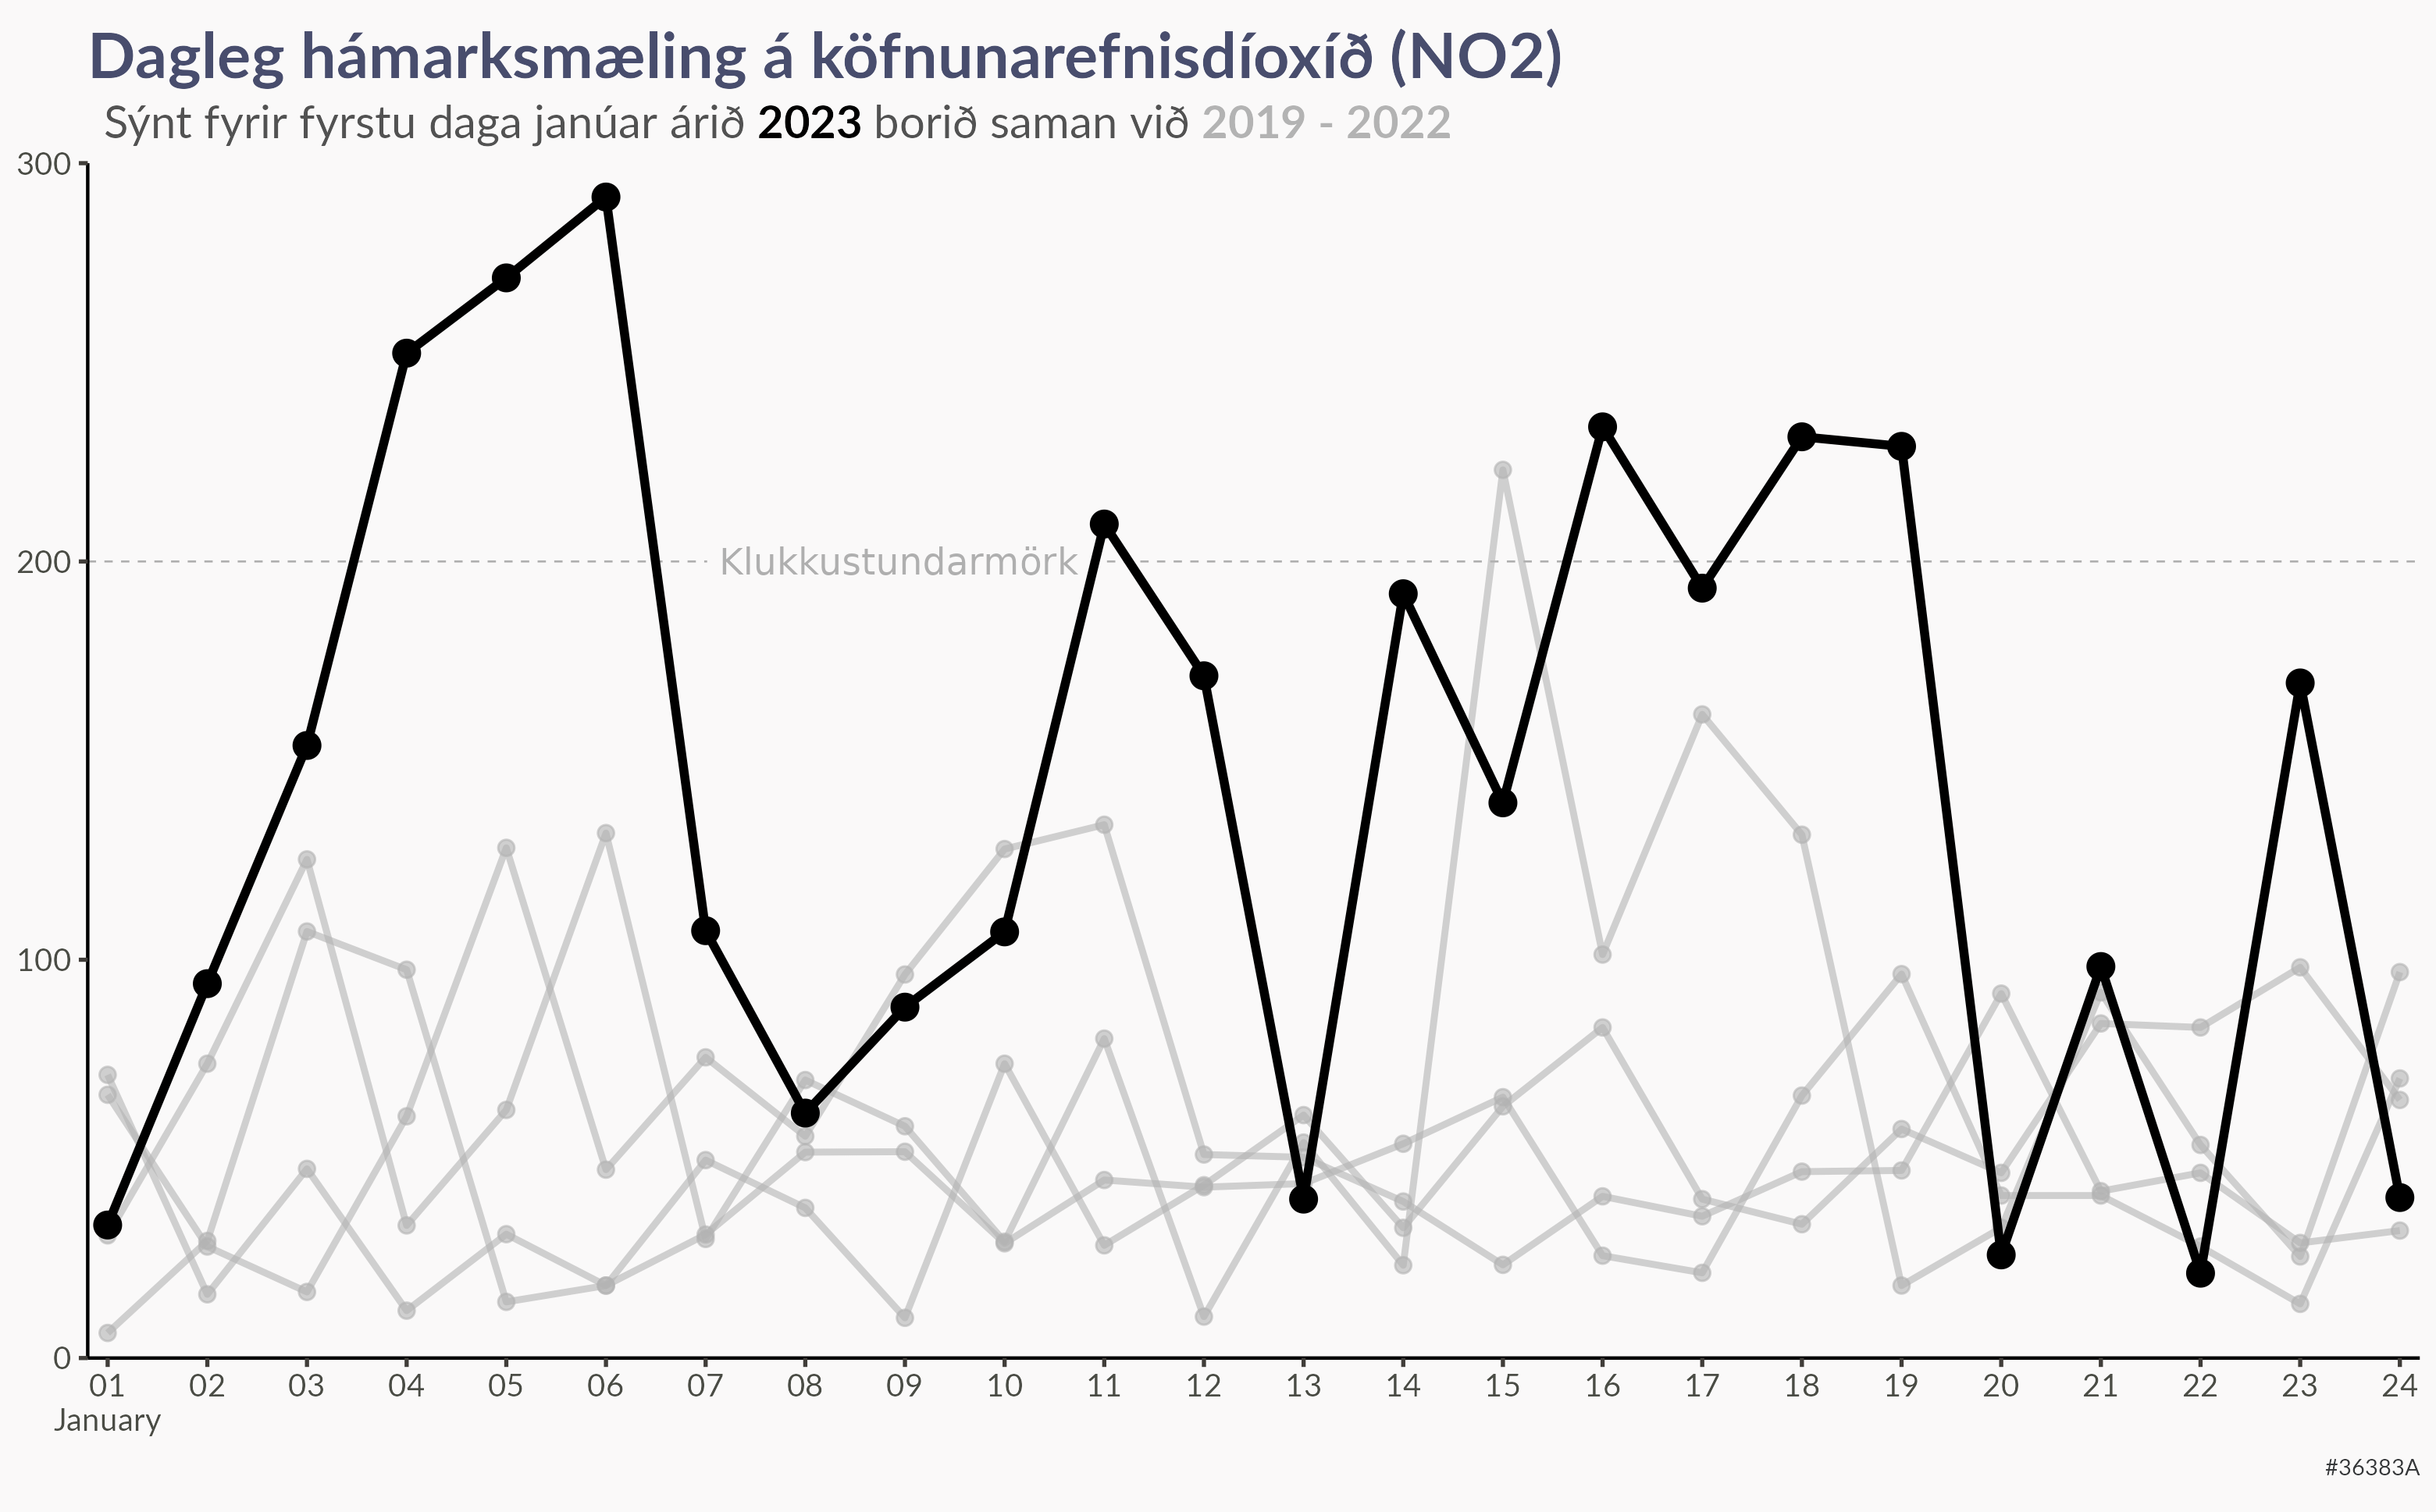 Dagleg hámarksmæling á köfnunarefnisdíoxíð (NO2)
Sýnt fyrir fyrstu daga janúar árið 2023 borið saman við 2019 - 2022
300
200
Klukkustundarmörk
100
0
01 02 03 04 05 06 07 08 09 10 11 12 13 14 15 16 17 18 19 20 21 22 23 24
January
#36383A